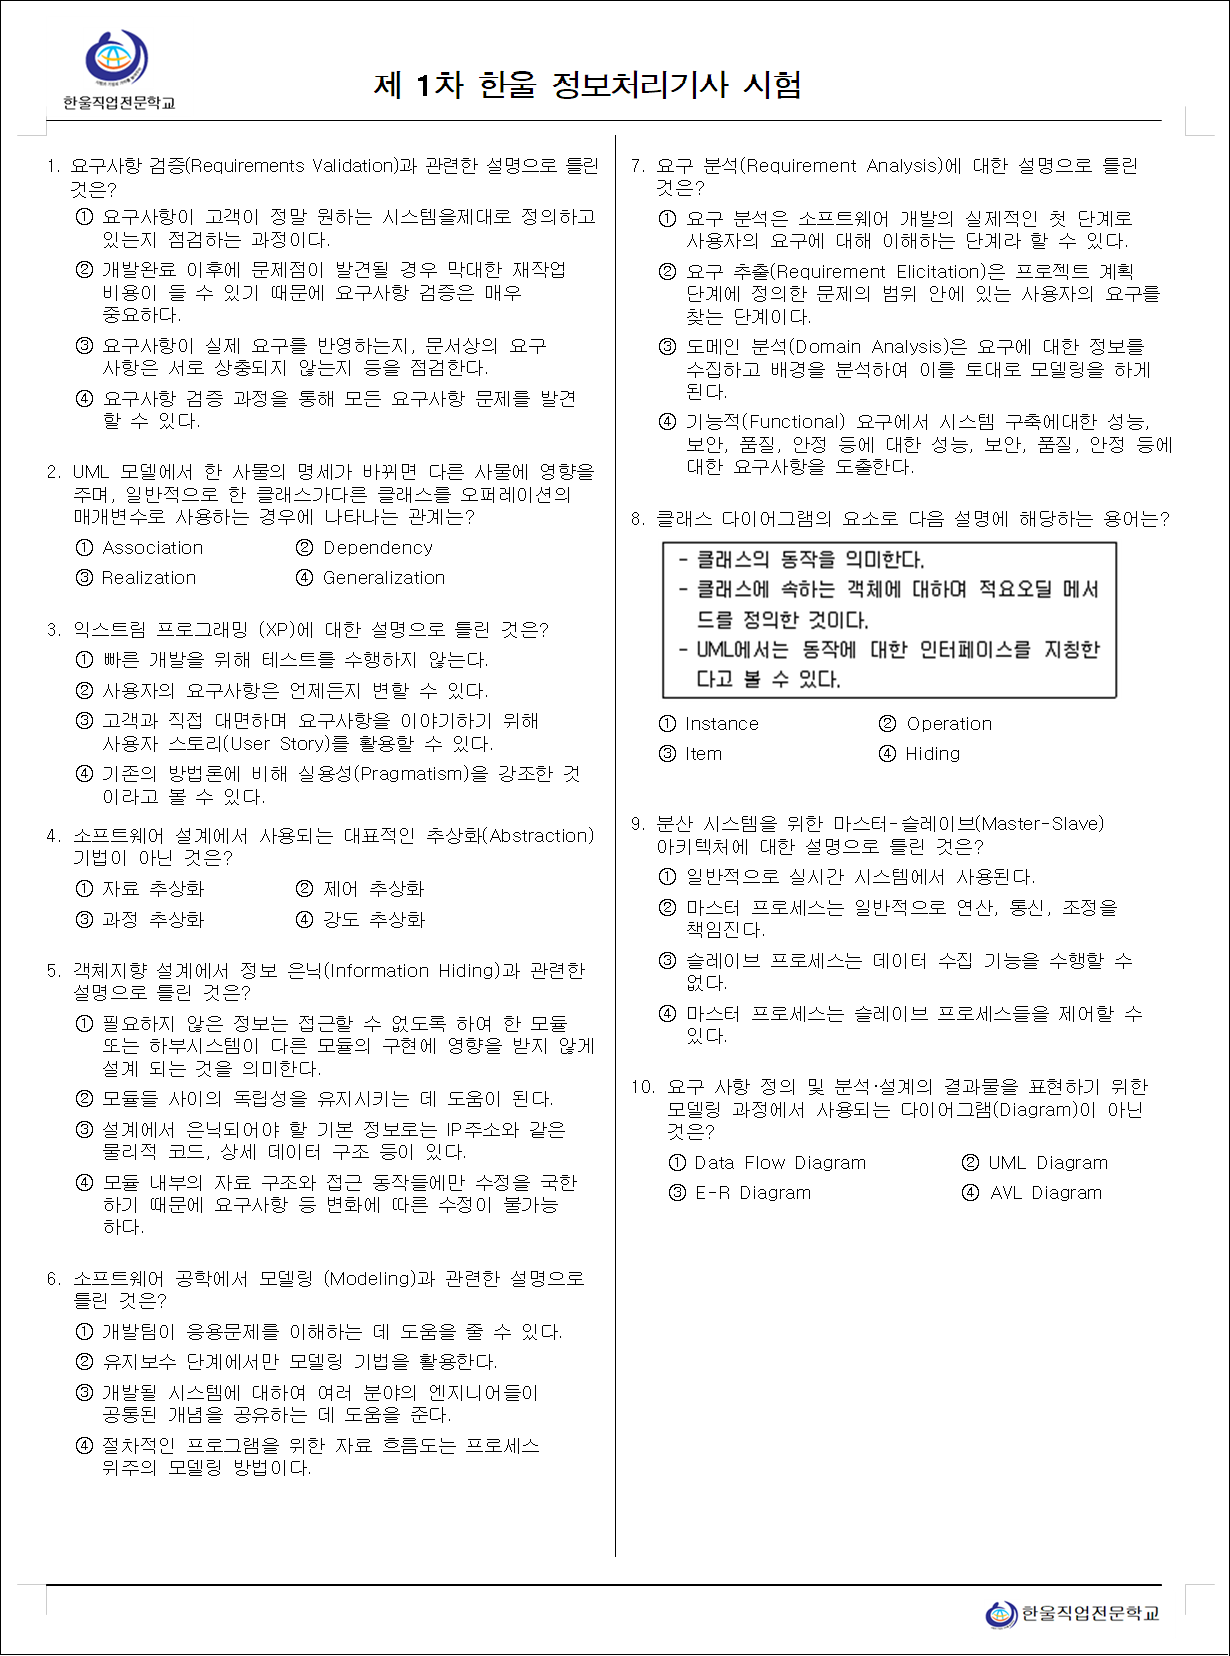 한울직업전문학교
제 1차 한울 정보처리기사 시험
1. 요구사항 검증(Requirements Validation)과 관련한 설명으로 틀린
것은?
① 요구사항이 고객이 정말 원하는 시스템을제대로 정의하고
있는지 점검하는 과정이다.
② 개발완료 이후에 문제점이 발견될 경우 막대한 재작업
비용이 들 수 있기 때문에 요구사항 검증은 매우
중요하다.
③ 요구사항이 실제 요구를 반영하는지, 문서상의 요구
사항은 서로 상충되지 않는지 등을 점검한다.
④ 요구사항 검증 과정을 통해 모든 요구사항 문제를 발견
할 수 있다.
2. UML 모델에서 한 사물의 명세가 바뀌면 다른 사물에 영향을
주며, 일반적으로 한 클래스가다른 클래스를 오퍼레이션의
매개변수로 사용하는 경우에 나타나는 관계는?
① Association ② Dependency
③ Realization ④ Generalization
3. 익스트림 프로그래밍 (XP)에 대한 설명으로 틀린 것은?
① 빠른 개발을 위해 테스트를 수행하지 않는다.
② 사용자의 요구사항은 언제든지 변할 수 있다.
③ 고객과 직접 대면하며 요구사항을 이야기하기 위해
사용자 스토리(User Story)를 활용할 수 있다.
④ 기존의 방법론에 비해 실용성(Pragmatism)을 강조한 것
이라고 볼 수 있다.
4. 소프트웨어 설계에서 사용되는 대표적인 추상화(Abstraction)
기법이 아닌 것은?
① 자료 추상화 ② 제어 추상화
③ 과정 추상화 ④ 강도 추상화
5. 객체지향 설계에서 정보 은닉(Information Hiding)과 관련한
설명으로 틀린 것은?
① 필요하지 않은 정보는 접근할 수 없도록 하여 한 모듈
또는 하부시스템이 다른 모듈의 구현에 영향을 받지 않게
설계 되는 것을 의미한다.
② 모듈들 사이의 독립성을 유지시키는 데 도움이 된다.
③ 설계에서 은닉되어야 할 기본 정보로는 IP주소와 같은
물리적 코드, 상세 데이터 구조 등이 있다.
④ 모듈 내부의 자료 구조와 접근 동작들에만 수정을 국한
하기 때문에 요구사항 등 변화에 따른 수정이 불가능
하다.
6. 소프트웨어 공학에서 모델링 (Modeling)과 관련한 설명으로
틀린 것은?
① 개발팀이 응용문제를 이해하는 데 도움을 줄 수 있다.
② 유지보수 단계에서만 모델링 기법을 활용한다.
③ 개발될 시스템에 대하여 여러 분야의 엔지니어들이
공통된 개념을 공유하는 데 도움을 준다.
④ 절차적인 프로그램을 위한 자료 흐름도는 프로세스
위주의 모델링 방법이다.
7. 요구 분석(Requirement Analysis)에 대한 설명으로 틀린
것은?
① 요구 분석은 소프트웨어 개발의 실제적인 첫 단계로
사용자의 요구에 대해 이해하는 단계라 할 수 있다.
② 요구 추출(Requirement Elicitation)은 프로젝트 계획
단계에 정의한 문제의 범위 안에 있는 사용자의 요구를
찾는 단계이다.
③ 도메인 분석(Domain Analysis)은 요구에 대한 정보를
수집하고 배경을 분석하여 이를 토대로 모델링을 하게
된다.
④ 기능적(Functional) 요구에서 시스템 구축에대한 성능,
보안, 품질, 안정 등에 대한 성능, 보안, 품질, 안정 등에
대한 요구사항을 도출한다.
8. 클래스 다이어그램의 요소로 다음 설명에 해당하는 용어는?
- 클래스의 동작을 의미한다.
- 클래스에 속하는 객체에 대하여 적요오딜 메서
드를 정의한 것이다.
- UML에서는 동작에 대한 인터페이스를 지칭한
다고 볼 수 있다.
① Instance ② Operation
③ Item ④ Hiding
9. 분산 시스템을 위한 마스터-슬레이브(Master-Slave)
아키텍처에 대한 설명으로 틀린 것은?
① 일반적으로 실시간 시스템에서 사용된다.
② 마스터 프로세스는 일반적으로 연산, 통신, 조정을
책임진다.
③ 슬레이브 프로세스는 데이터 수집 기능을 수행할 수
없다.
④ 마스터 프로세스는 슬레이브 프로세스들을 제어할 수
있다.
10. 요구 사항 정의 및 분석·설계의 결과물을 표현하기 위한
모델링 과정에서 사용되는 다이어그램(Diagram)이 아닌
것은?
① Data Flow Diagram ② UML Diagram
③ E-R Diagram ④ AVL Diagram
한울직업전문학교